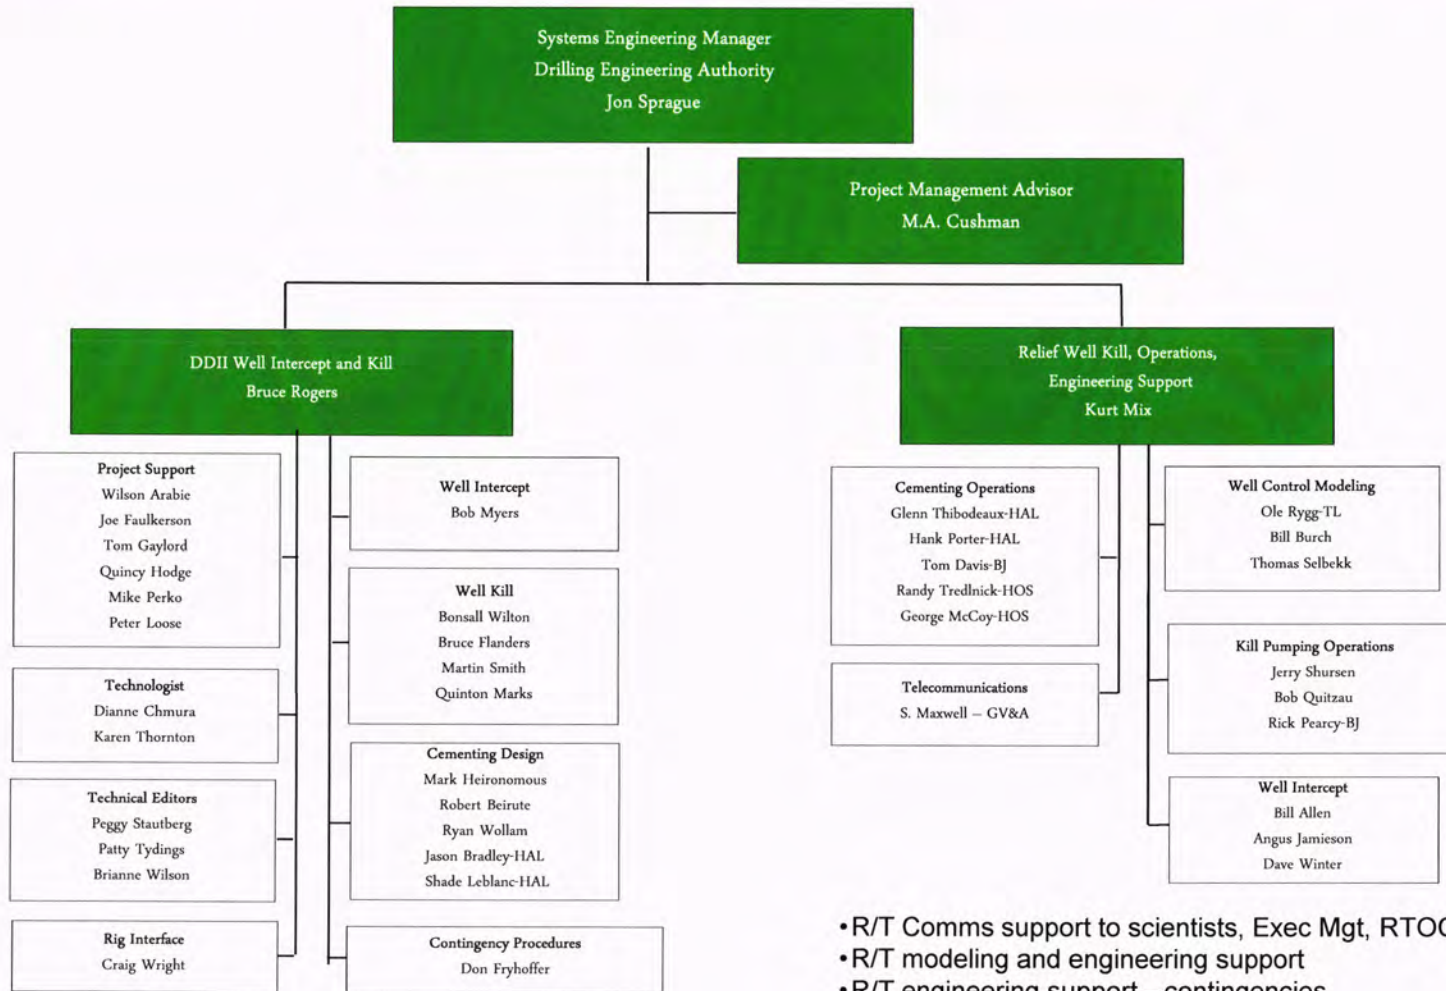 Systems Engineering Manager
Drilling Engineering Authority
Jon Sprague
Project Management Advisor
M.A. Cushman
DDII Well Intercept and Kill
Bruce Rogers
Relief Well Kill, Operations,
Engineering Support
Kurt Mix
Project Support
Wilson Arabie
Joe Faulkerson
Tom Gaylord
Quincy Hodge
Mike Perko
Peter Loose
Technologist
Dianne Chmura
Karen Thornton
Technical Editors
Peggy Stautberg
Patty Tydings
Brianne Wilson
Rig Interface
Craig Wright
Well Intercept
Bob Myers
Well Kill
Bonsall Wilton
Bruce Flanders
Martin Smith
Quinton Marks
Cementing Design
Mark Heironomous
Robert Beirute
Ryan Wollam
Jason Bradley-HAL
Shade Leblanc-HAL
Contingency Procedures
Don Fryhoffer
Cementing Operations
Glenn Thibodeaux-HAL
Hank Porter-HAL
Tom Davis-BJ
Randy Tredlnick-HOS
George McCoy-HOS
Telecommunications
S. Maxwell – GV&A
Well Control Modeling
Ole Rygg-TL
Bill Burch
Thomas Selbekk
Kill Pumping Operations
Jerry Shursen
Bob Quitzau
Rick Pearcy-BJ
Well Intercept
Bill Allen
Angus Jamieson
Dave Winter
•R/T Comms support to scientists, Exec Mgt, RTOC
•R/T modeling and engineering support
•R/T engineering support - contingencies